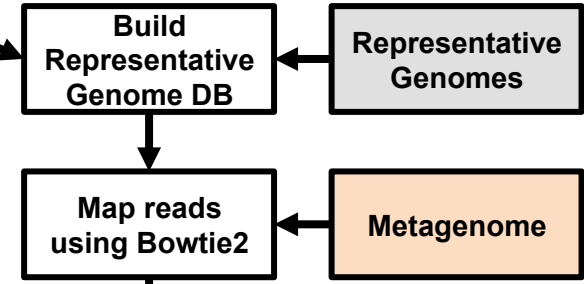 Build
Representative
Genome DB
Representative
Genomes
Map reads
using Bowtie2
Metagenome